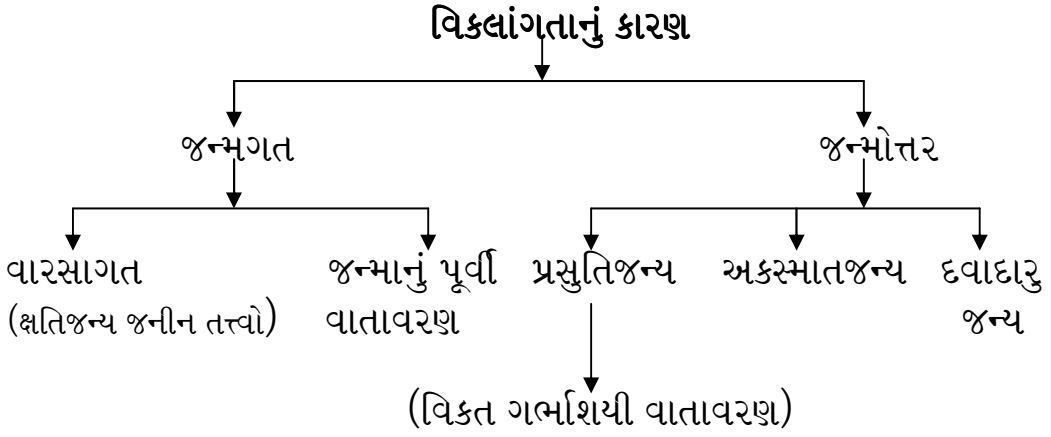 વિકલાંગતાનું કારણ
જન્મગત
જન્મોત્તર
વારસાગત
(ક્ષતિજન્ય જનીન તત્ત્વો)
જન્માનું પૂર્વી
વાતાવરણ
પ્રસુતિજન્ય
અકસ્માતજન્ય
દવાદારુ
જન્ય
(વિકત ગર્ભાશયી વાતાવરણ)